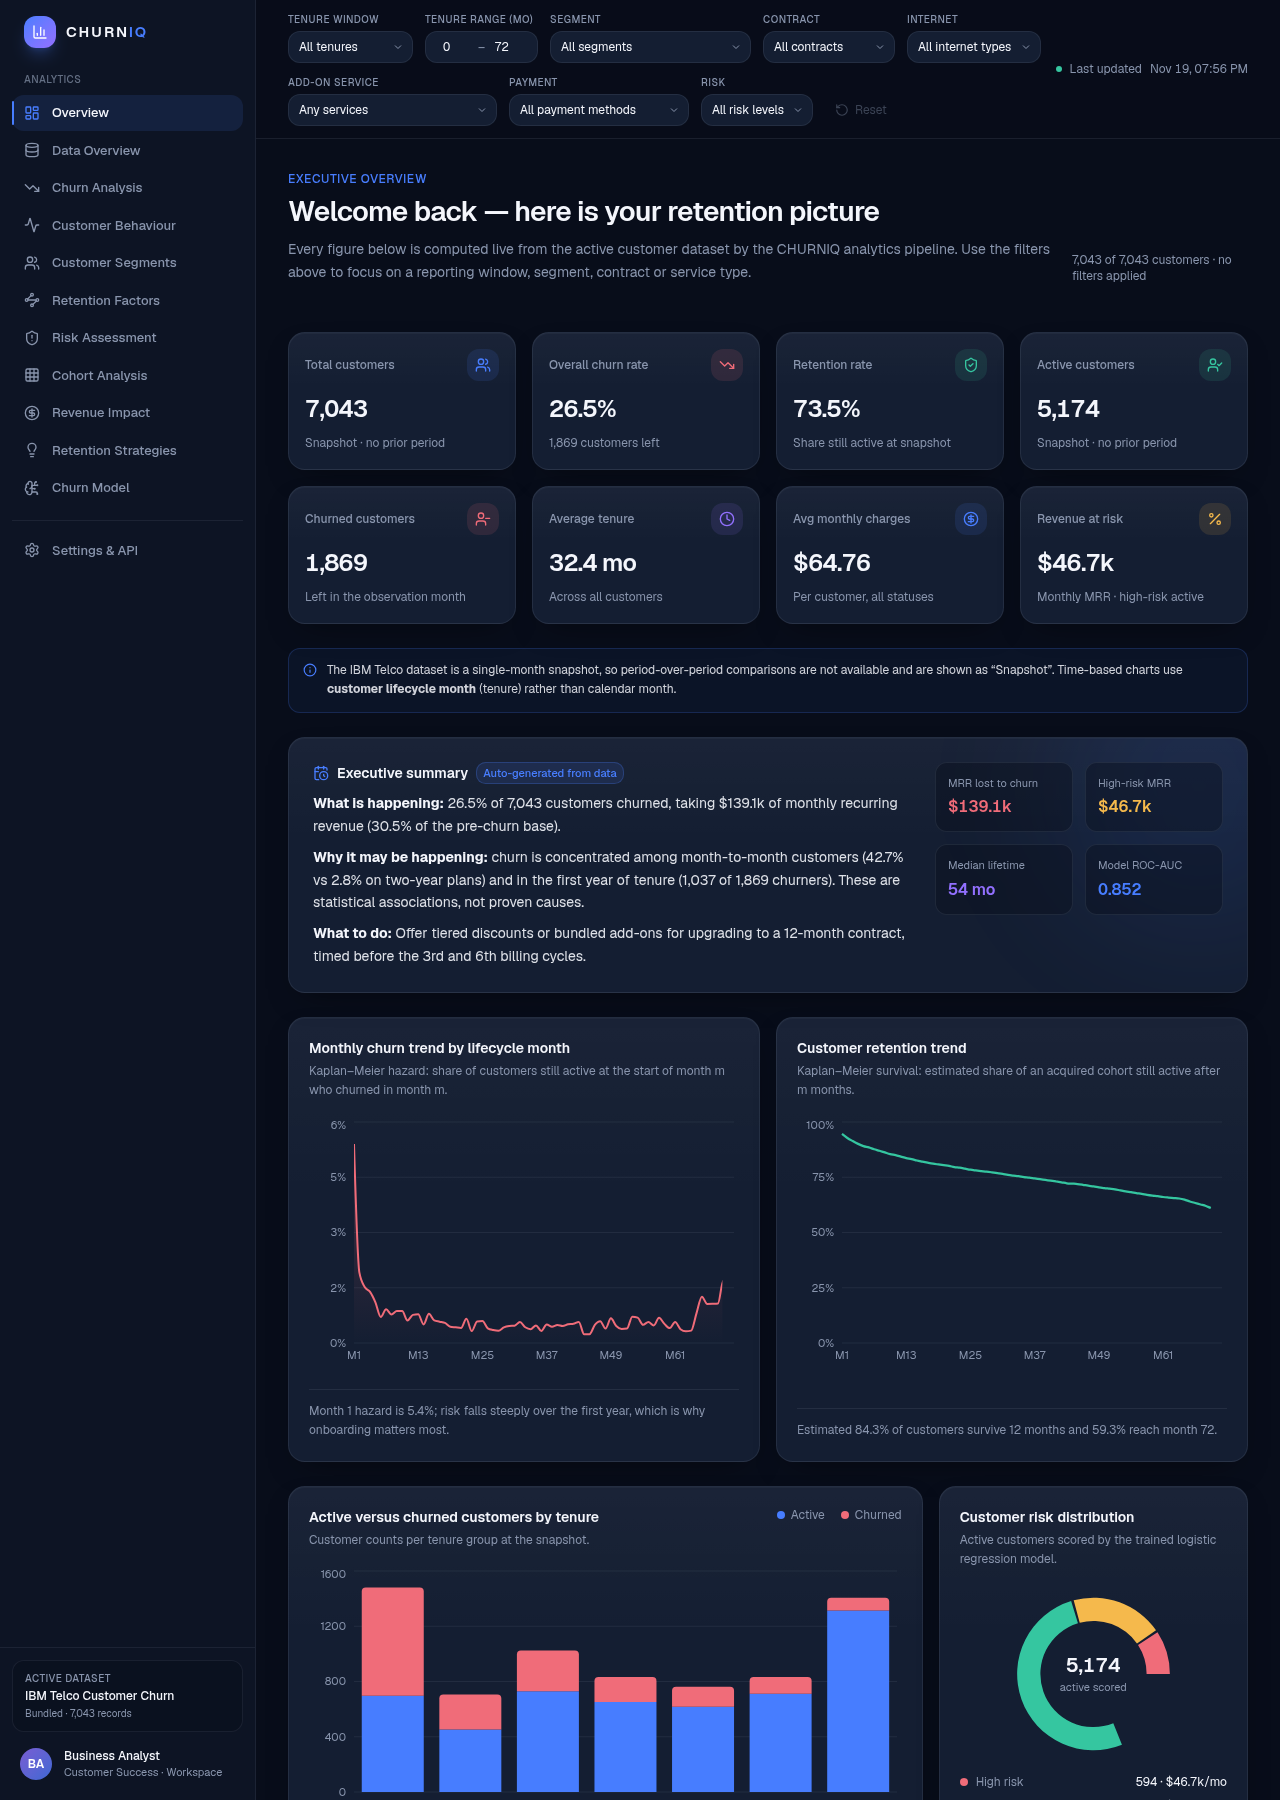 CHURNIQ
ANALYTICS
Overview
Data Overview
Churn Analysis
Customer Behaviour
Customer Segments
Retention Factors
Risk Assessment
Cohort Analysis
Revenue Impact
Retention Strategies
Churn Model
Settings & API
ACTIVE DATASET
IBM Telco Customer Churn
Bundled · 7,043 records
BA
Business Analyst
Customer Success · Workspace
TENURE WINDOW
All tenures
TENURE RANGE (MO)
0 – 72
SEGMENT
All segments
CONTRACT
All contracts
INTERNET
All internet types
ADD-ON SERVICE
Any services
PAYMENT
All payment methods
RISK
All risk levels
Reset
Last updated Nov 19, 07:56 PM
EXECUTIVE OVERVIEW
Welcome back — here is your retention picture
Every figure below is computed live from the active customer dataset by the CHURNIQ analytics pipeline. Use the filters
above to focus on a reporting window, segment, contract or service type.
7,043 of 7,043 customers · no
filters applied
Total customers
7,043
Snapshot · no prior period
Overall churn rate
26.5%
1,869 customers left
Retention rate
73.5%
Share still active at snapshot
Active customers
5,174
Snapshot · no prior period
Churned customers
1,869
Left in the observation month
Average tenure
32.4 mo
Across all customers
Avg monthly charges
$64.76
Per customer, all statuses
Revenue at risk
$46.7k
Monthly MRR · high-risk active
The IBM Telco dataset is a single-month snapshot, so period-over-period comparisons are not available and are shown as “Snapshot”. Time-based charts use
customer lifecycle month (tenure) rather than calendar month.
Executive summary
Auto-generated from data
What is happening: 26.5% of 7,043 customers churned, taking $139.1k of monthly recurring
revenue (30.5% of the pre-churn base).
Why it may be happening: churn is concentrated among month-to-month customers (42.7%
vs 2.8% on two-year plans) and in the first year of tenure (1,037 of 1,869 churners). These are
statistical associations, not proven causes.
What to do: Offer tiered discounts or bundled add-ons for upgrading to a 12-month contract,
timed before the 3rd and 6th billing cycles.
MRR lost to churn
$139.1k
High-risk MRR
$46.7k
Median lifetime
54 mo
Model ROC-AUC
0.852
Monthly churn trend by lifecycle month
Kaplan–Meier hazard: share of customers still active at the start of month m
who churned in month m.
6%
5%
3%
2%
0%
M1 M13 M25 M37 M49 M61
Month 1 hazard is 5.4%; risk falls steeply over the first year, which is why
onboarding matters most.
Customer retention trend
Kaplan–Meier survival: estimated share of an acquired cohort still active after
m months.
100%
75%
50%
25%
0%
M1 M13 M25 M37 M49 M61
Estimated 84.3% of customers survive 12 months and 59.3% reach month 72.
Active versus churned customers by tenure
Customer counts per tenure group at the snapshot.
Active Churned
1600
1200
800
400
0
Customer risk distribution
Active customers scored by the trained logistic
regression model.
5,174
active scored
High risk 594 · $46.7k/mo